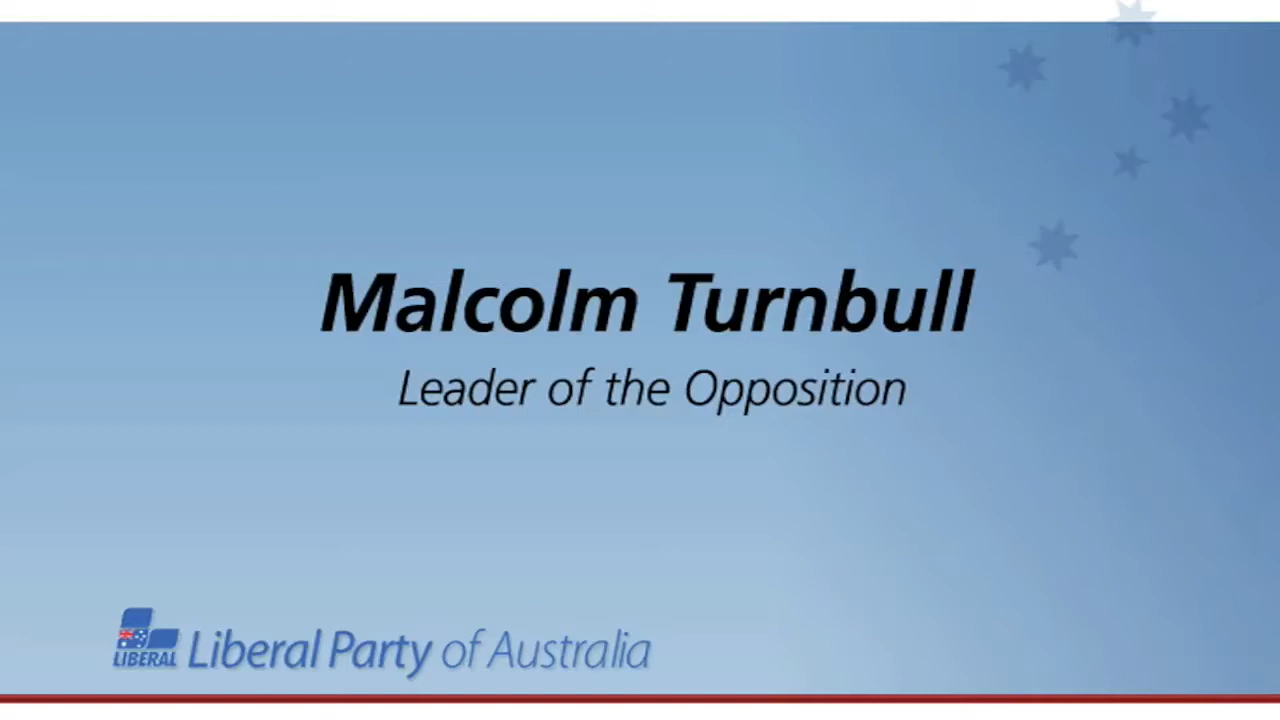 Malcolm Turnbull
Leader of the Opposition
LIBERAL Liberal Party of Australia